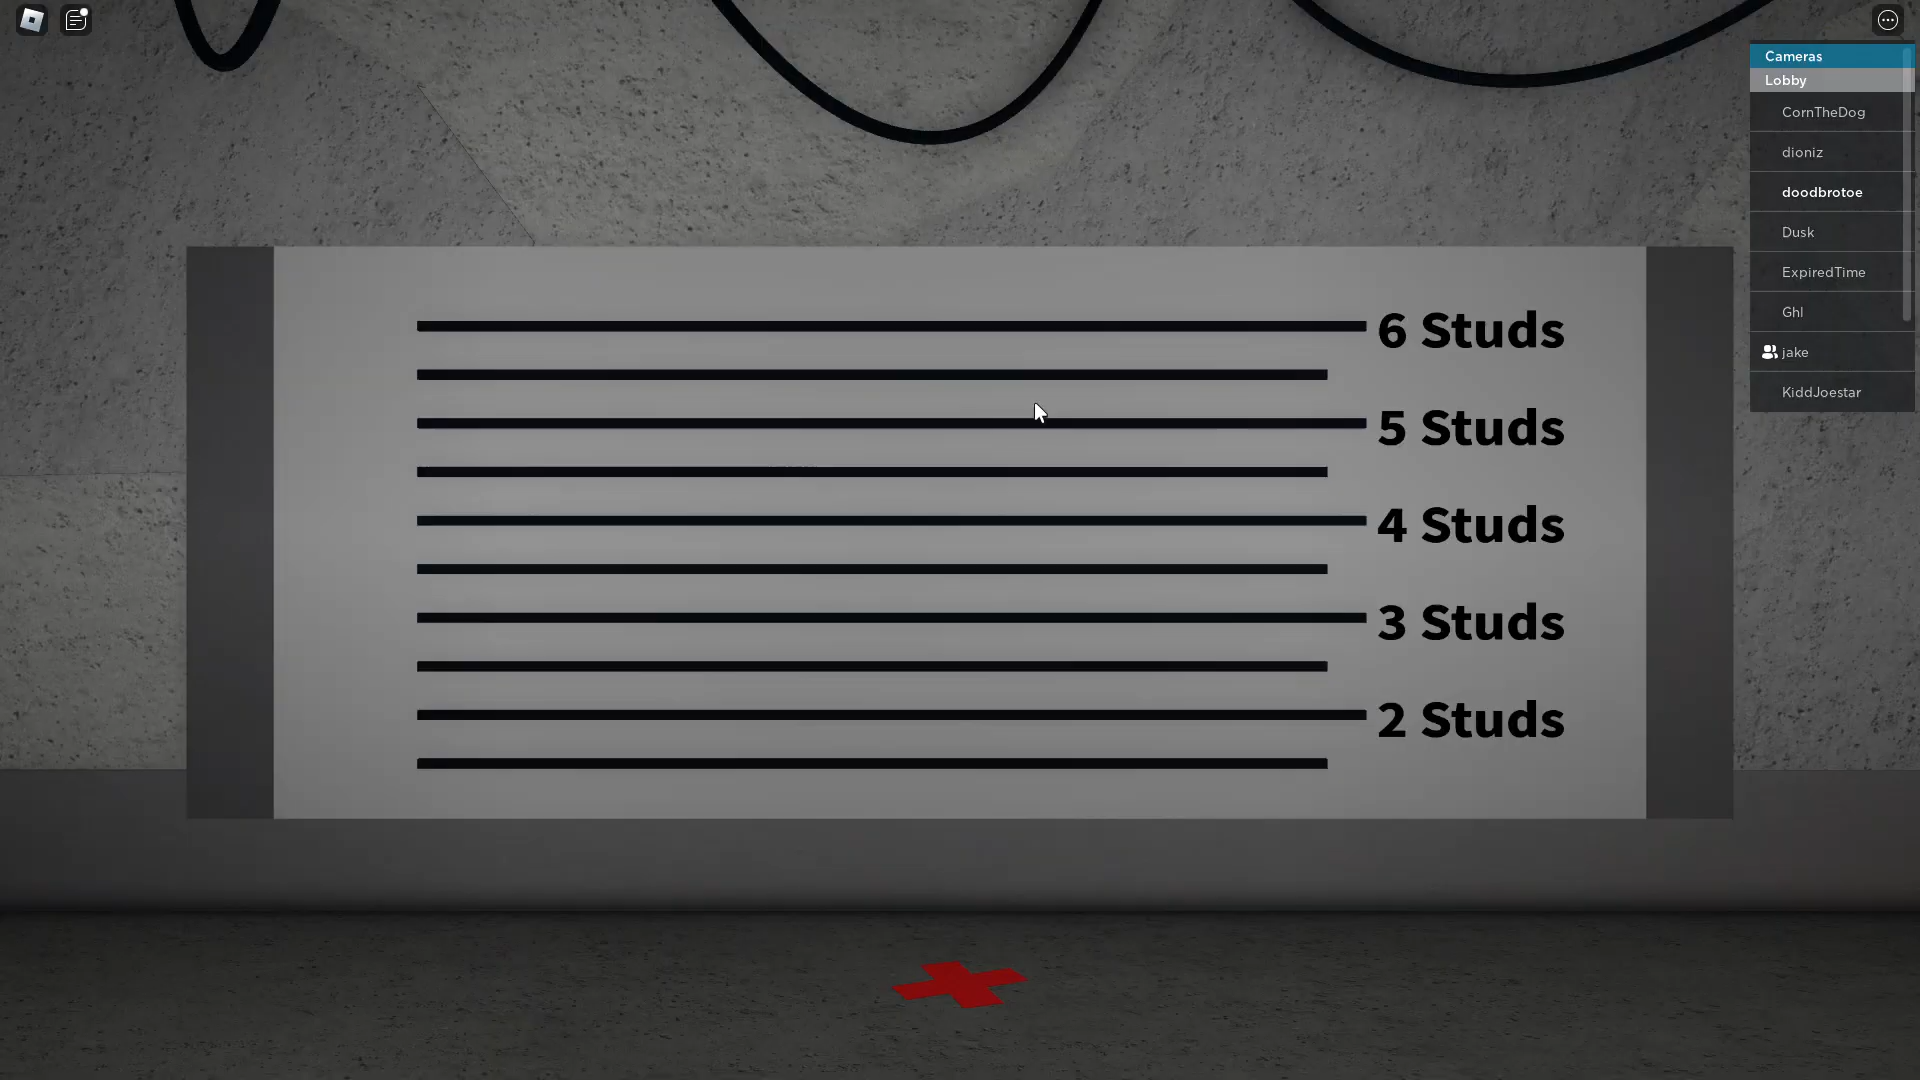 Cameras
Lobby
CornTheDog
dioniz
doodbrotoe
Dusk
ExpiredTime
Ghl
jake
KiddJoestar
6 Studs
5 Studs
4 Studs
3 Studs
2 Studs